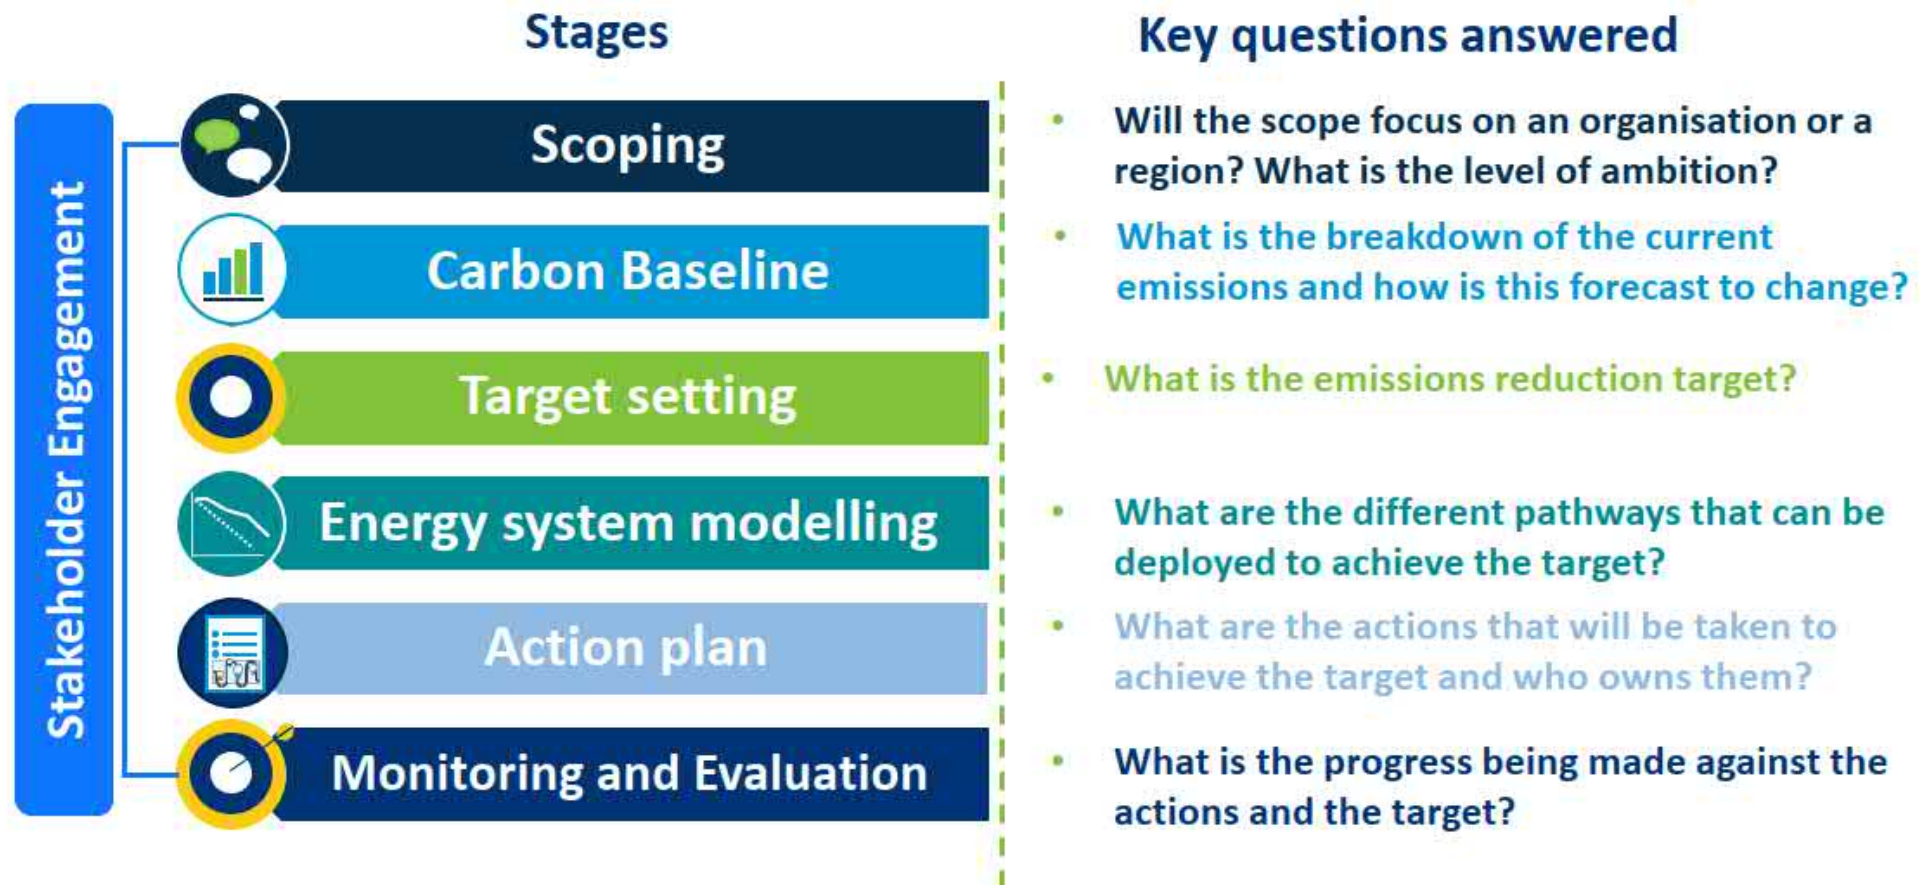 Stages
Key questions answered
Stakeholder Engagement
Scoping
Will the scope focus on an organisation or a
region? What is the level of ambition?
Carbon Baseline
What is the breakdown of the current
emissions and how is this forecast to change?
Target setting
What is the emissions reduction target?
Energy system modelling
What are the different pathways that can be
deployed to achieve the target?
Action plan
What are the actions that will be taken to
achieve the target and who owns them?
Monitoring and Evaluation
What is the progress being made against the
actions and the target?